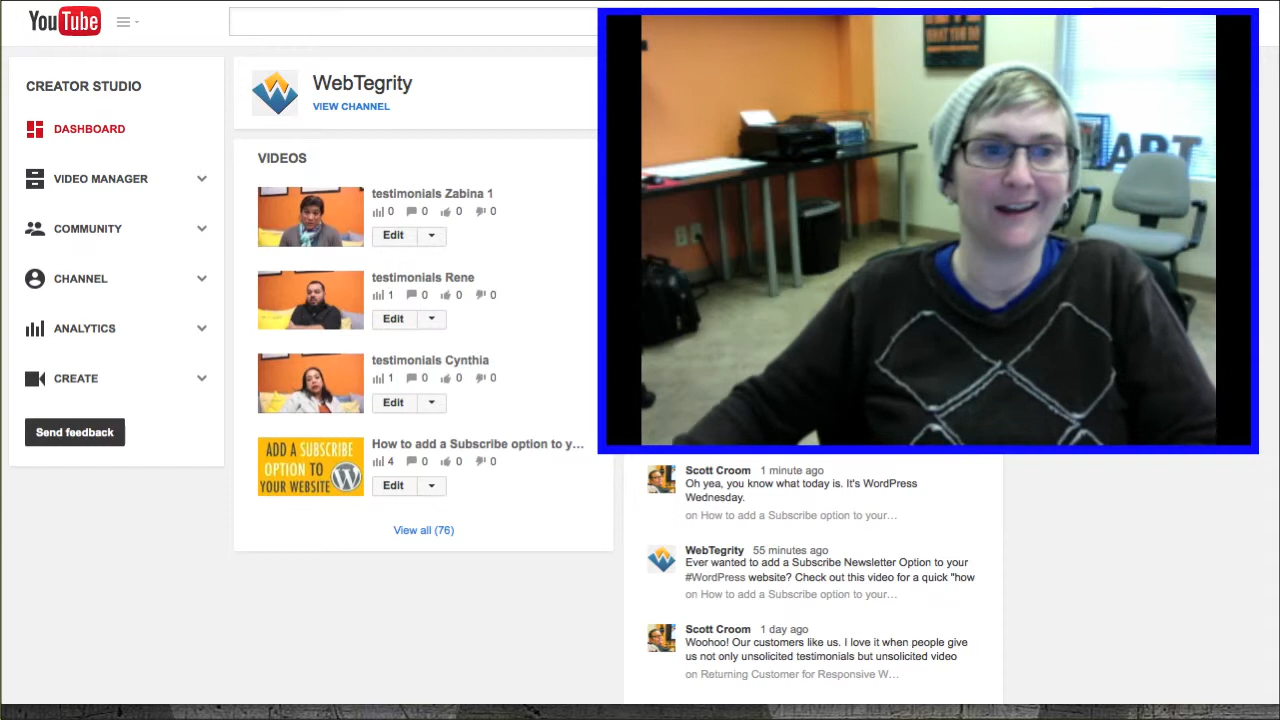 YouTube
CREATOR STUDIO
DASHBOARD
VIDEO MANAGER
COMMUNITY
CHANNEL
ANALYTICS
CREATE
Send feedback
WebTegrity
VIEW CHANNEL
VIDEOS
testimonials Zabina 1
0 0 0 0
Edit
testimonials Rene
1 0 0 0
Edit
testimonials Cynthia
1 0 0 0
Edit
ADD A SUBSCRIBE
OPTION TO
YOUR WEBSITE
How to add a Subscribe option to y...
4 0 0 0
Edit
View all (76)
WHAT YOU DO
ART
Scott Croom 1 minute ago
Oh yea, you know what today is. It's WordPress
Wednesday.
on How to add a Subscribe option to your...
WebTegrity 55 minutes ago
Ever wanted to add a Subscribe Newsletter Option to your
#WordPress website? Check out this video for a quick "how
on How to add a Subscribe option to your...
Scott Croom 1 day ago
Woohoo! Our customers like us. I love it when people give
us not only unsolicited testimonials but unsolicited video
on Returning Customer for Responsive W...